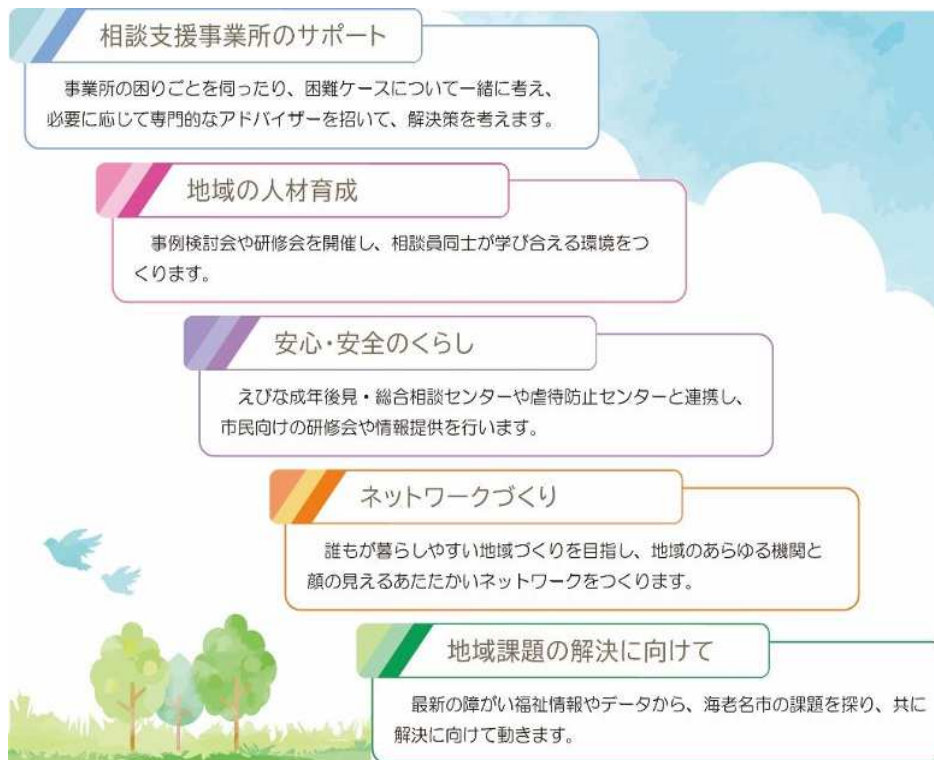 相談支援事業所のサポート
事業所の困りごとを伺ったり、困難ケースについて一緒に考え、
必要に応じて専門的なアドバイザーを招いて、解決策を考えます。
地域の人材育成
事例検討会や研修会を開催し、相談員同士が学び合える環境をつ
くります。
安心・安全のくらし
えびな成年後見・総合相談センターや虐待防止センターと連携し、
市民向けの研修会や情報提供を行います。
ネットワークづくり
誰もが暮らしやすい地域づくりを目指し、地域のあらゆる機関と
顔の見えるあたたかいネットワークをつくります。
地域課題の解決に向けて
最新の障がい福祉情報やデータから、海老名市の課題を探り、共に
解決に向けて動きます。